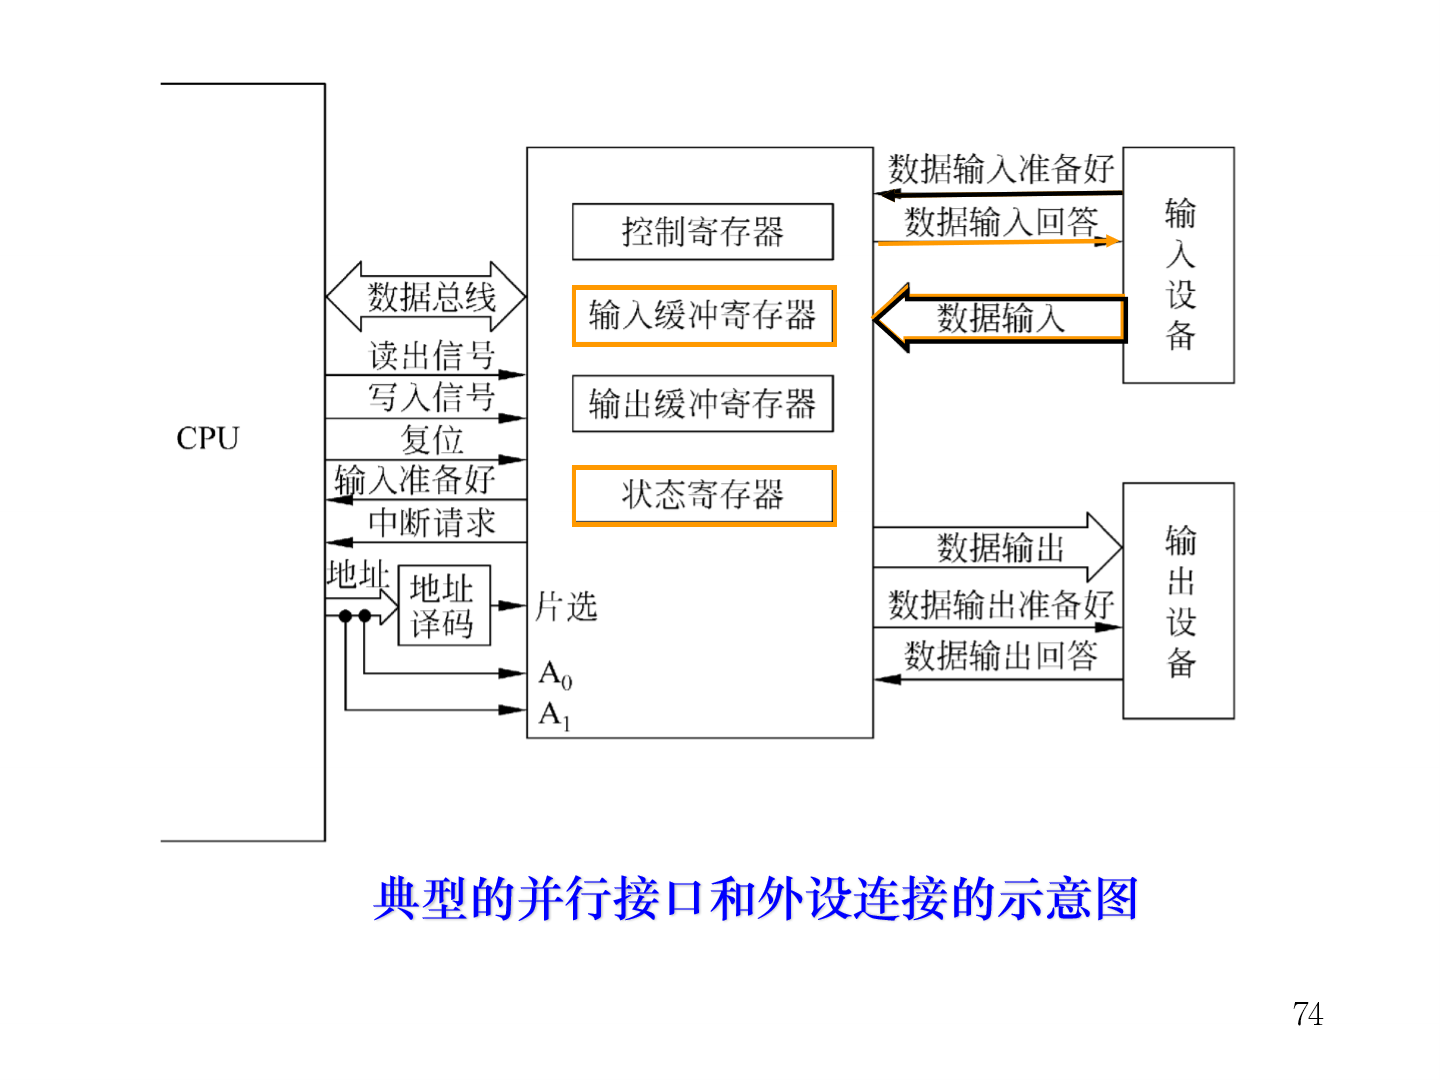 CPU
数据总线
读出信号
写入信号
复位
输入准备好
中断请求
地址
地址
译码
控制寄存器
输入缓冲寄存器
输出缓冲寄存器
状态寄存器
片选
A0
A1
数据输入准备好
数据输入回答
数据输入
输
入
设
备
数据输出
数据输出准备好
数据输出回答
输
出
设
备
典型的并行接口和外设连接的示意图
74